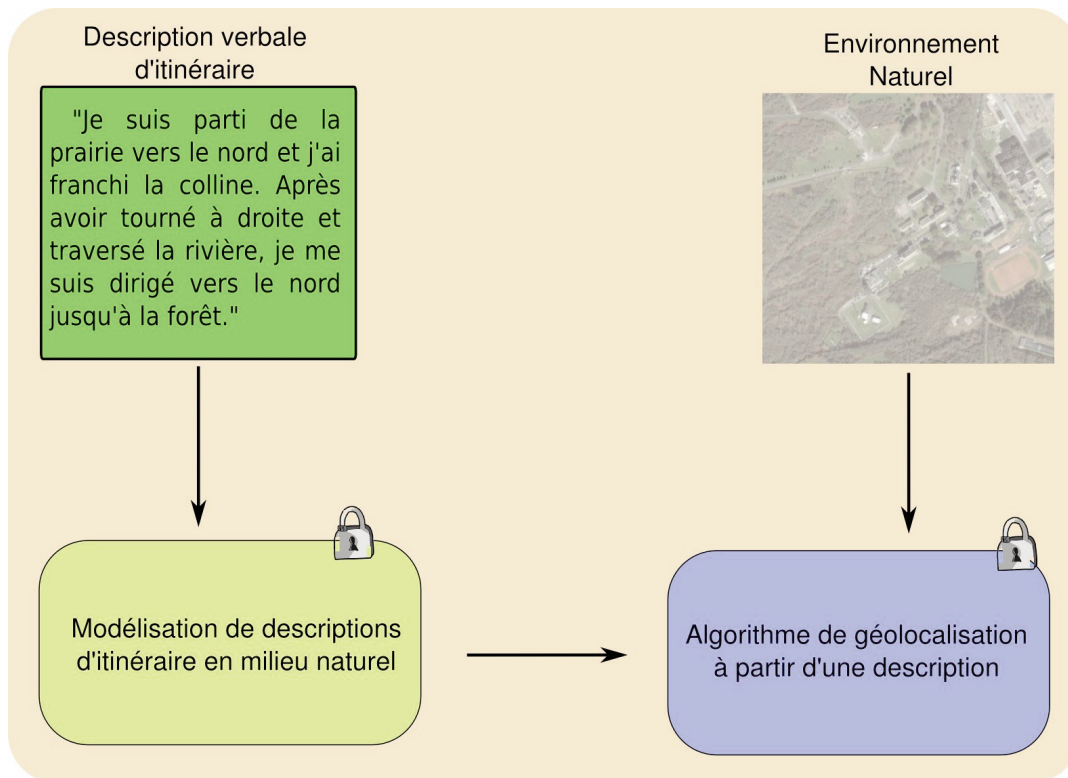 Description verbale
d'itinéraire
"Je suis parti de la
prairie vers le nord et j'ai
franchi la colline. Après
avoir tourné à droite et
traversé la rivière, je me
suis dirigé vers le nord
jusqu'à la forêt."
Environnement
Naturel
Modélisation de descriptions
d'itinéraire en milieu naturel
Algorithme de géolocalisation
à partir d'une description